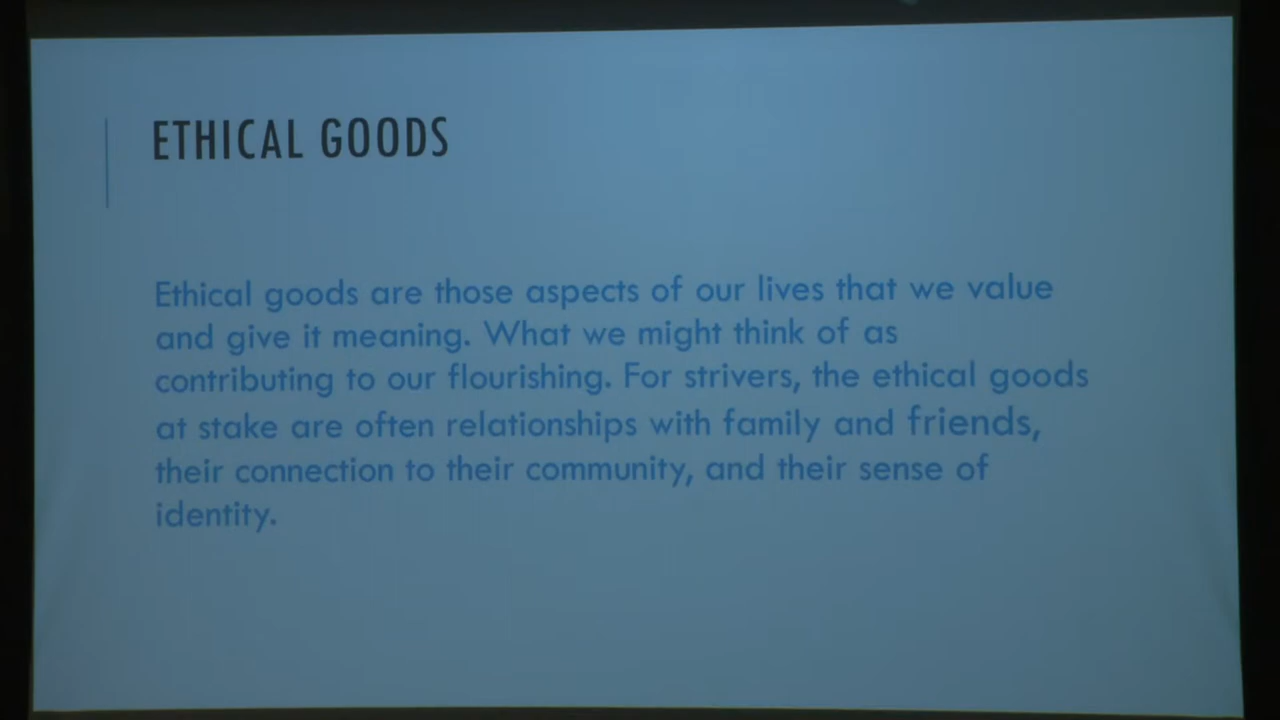 ETHICAL GOODS
Ethical goods are those aspects of our lives that we value
and give it meaning. What we might think of as
contributing to our flourishing. For strivers, the ethical goods
at stake are often relationships with family and friends,
their connection to their community, and their sense of
identity.